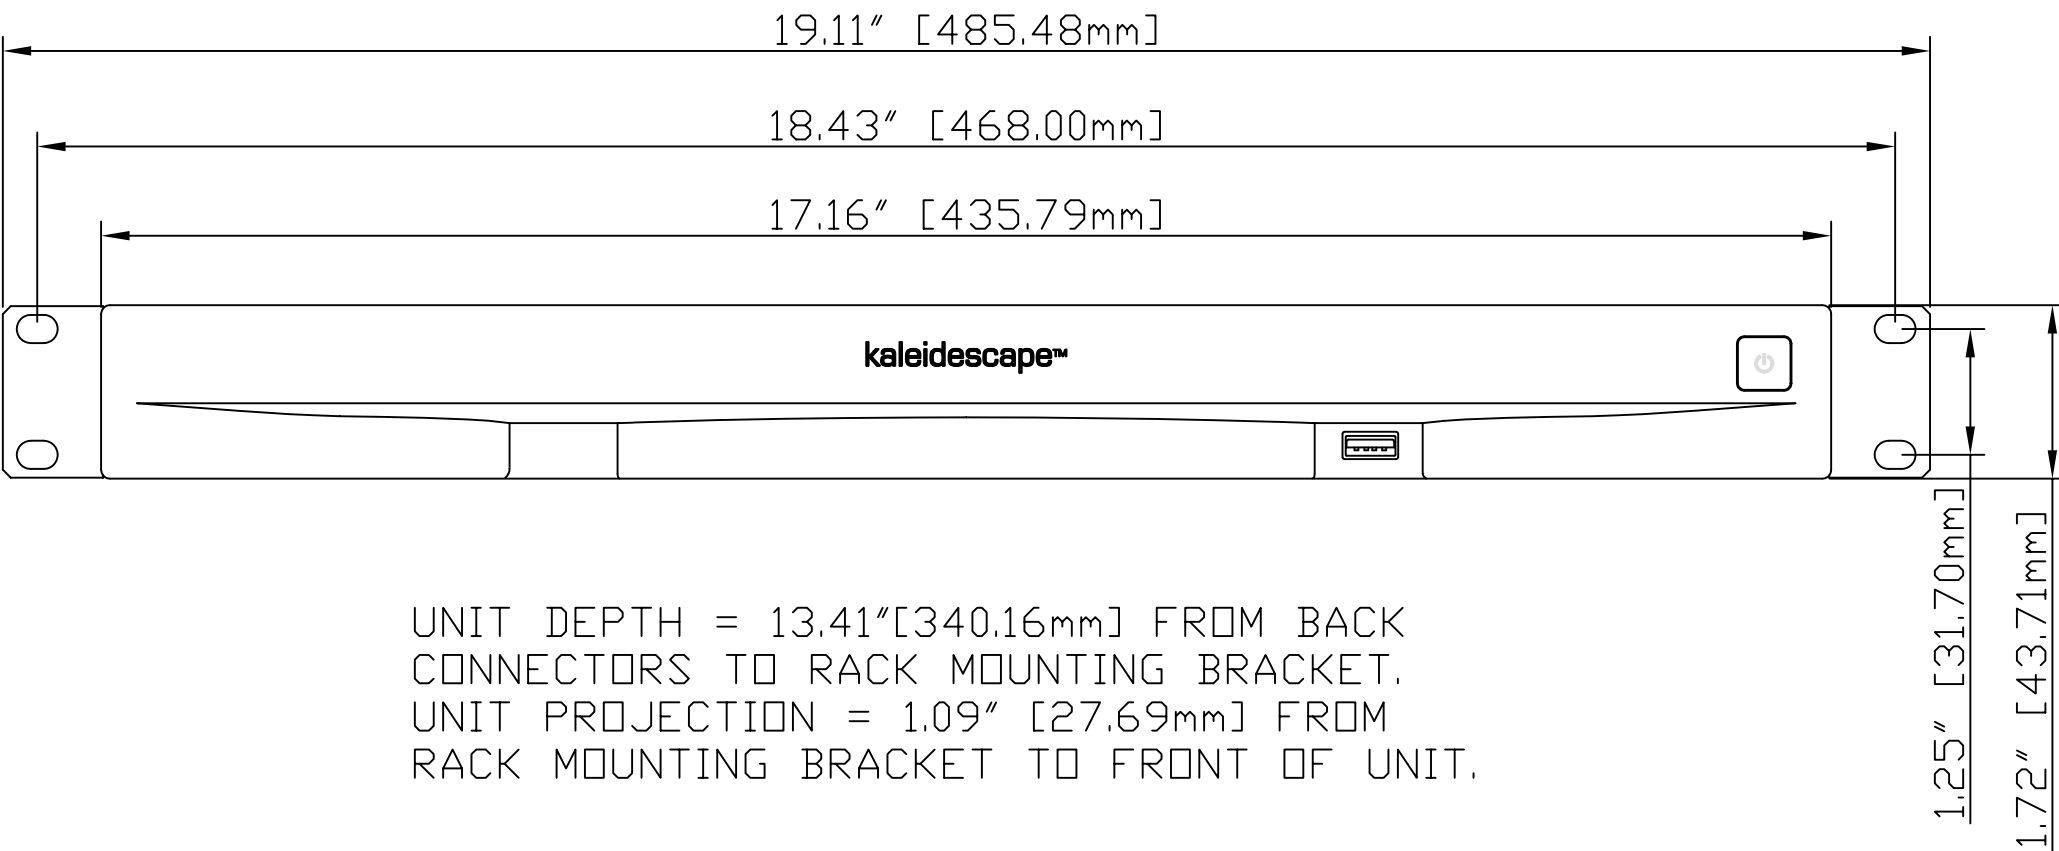 19.11" [485.48mm]
18.43" [468.00mm]
17.16" [435.79mm]
kaleidescape™
1.25" [31.70mm]
1.72" [43.71mm]
UNIT DEPTH = 13.41"[340.16mm] FROM BACK
CONNECTORS TO RACK MOUNTING BRACKET.
UNIT PROJECTION = 1.09" [27.69mm] FROM
RACK MOUNTING BRACKET TO FRONT OF UNIT.